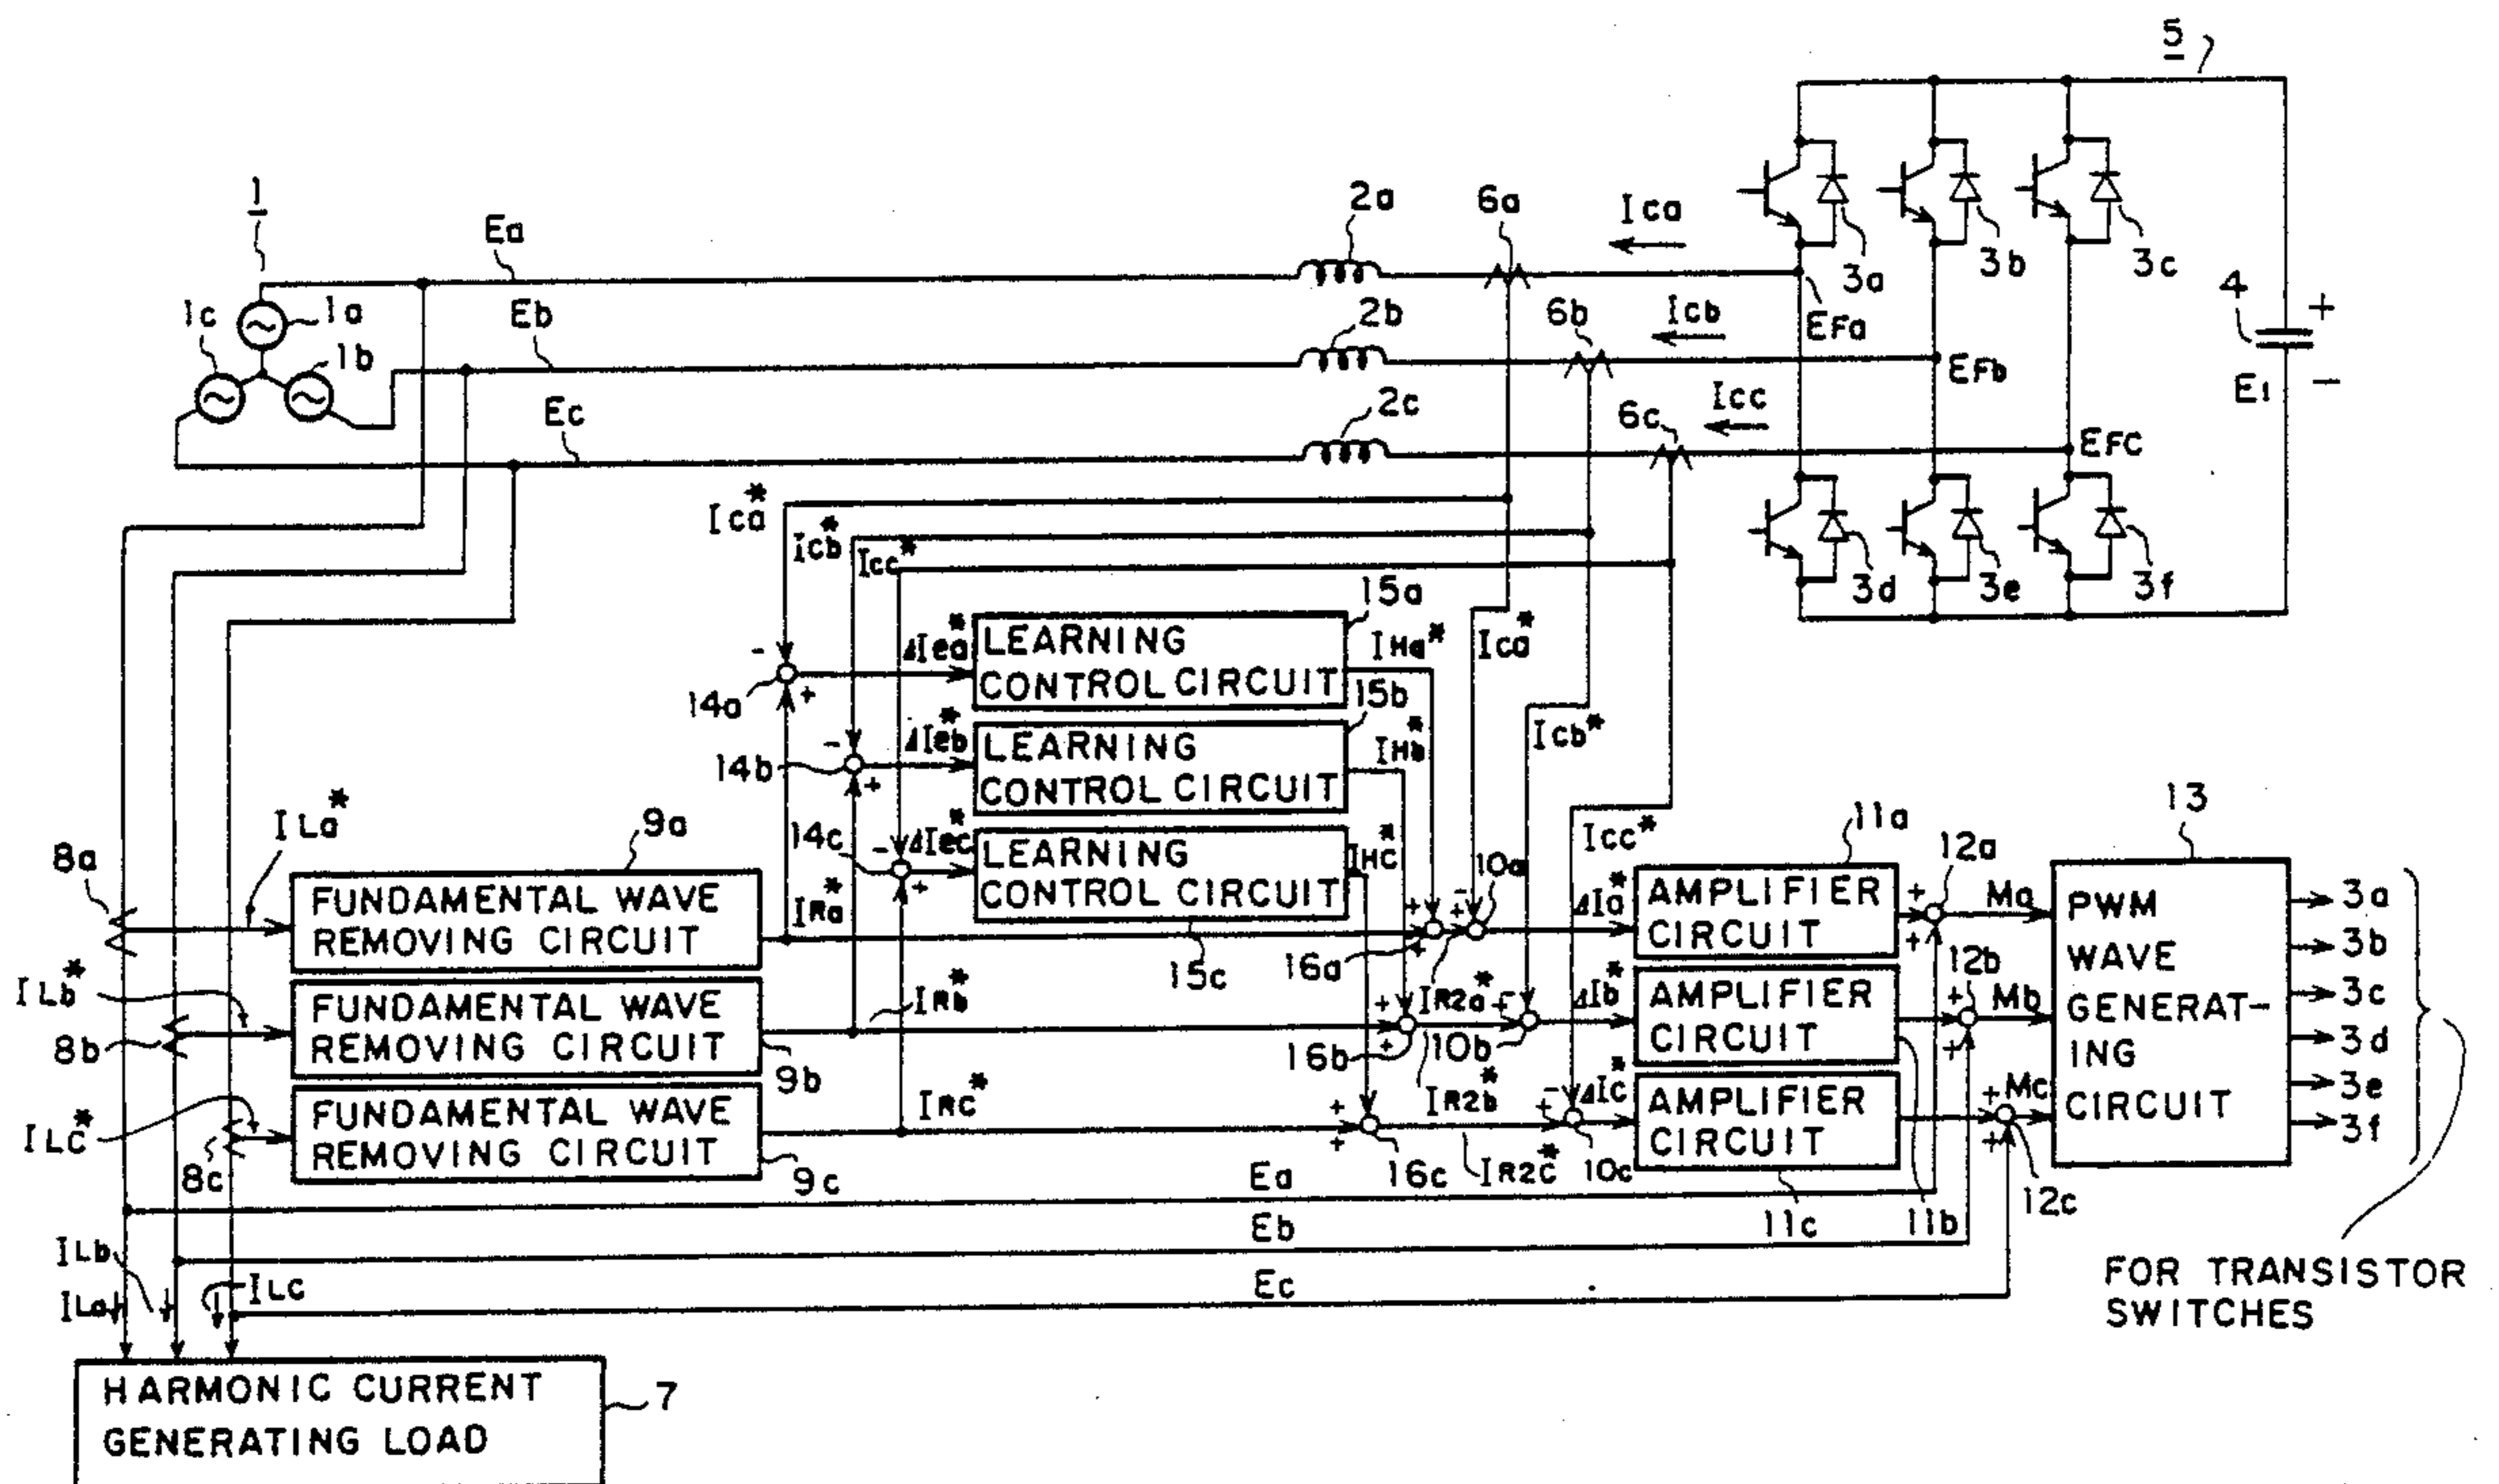 5
1
Ea
2a
6a
Ica
3a
3b
3c
1c
1a
Eb
2b
6b
Icb
EFa
4
+
1b
EFb
E1
−
Ec
2c
6c
Icc
EFc
Ica*
Icb*
Icc*
3d
3e
3f
15a
ΔIea*
LEARNING
CONTROL CIRCUIT
IHa*
Ica*
-
+
14a
15b
ΔIeb*
LEARNING
CONTROL CIRCUIT
IHb*
Icb*
-
+
14b
13
ILa*
9a
14c
-
+
ΔIec*
LEARNING
CONTROL CIRCUIT
IHc*
Icc*
11a
12a
8a
FUNDAMENTAL WAVE
REMOVING CIRCUIT
IRa*
15c
16a
+
+
-
+
10a
ΔIa*
AMPLIFIER
CIRCUIT
+
+
Ma
PWM
WAVE
GENERAT-
ING
CIRCUIT
3a
3b
3c
3d
3e
3f
ILb*
8b
FUNDAMENTAL WAVE
REMOVING CIRCUIT
9b
IRb*
+
+
16b
IR2a*
+
-
10b
ΔIb*
AMPLIFIER
CIRCUIT
12b
+
+
Mb
ILc*
8c
FUNDAMENTAL WAVE
REMOVING CIRCUIT
9c
IRc*
+
+
16c
IR2b*
IR2c*
-
+
10c
ΔIc*
AMPLIFIER
CIRCUIT
11c
11b
+
+
Mc
12c
Ea
Eb
Ec
ILb
ILa
ILc
FOR TRANSISTOR
SWITCHES
HARMONIC CURRENT
GENERATING LOAD
7